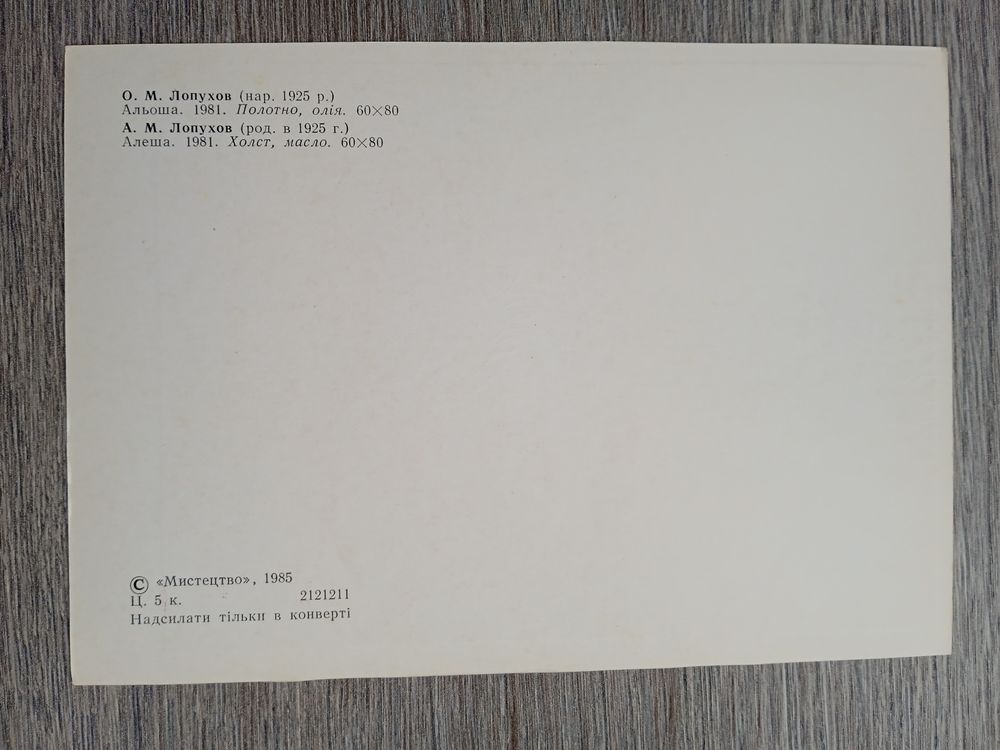 О. М. Лопухов (нар. 1925 р.)
Альоша. 1981. Полотно, олія. 60×80
А. М. Лопухов (род. в 1925 г.)
Алеша. 1981. Холст, масло. 60×80
© «Мистецтво», 1985
Ц. 5 к. 2121211
Надсилати тільки в конверті